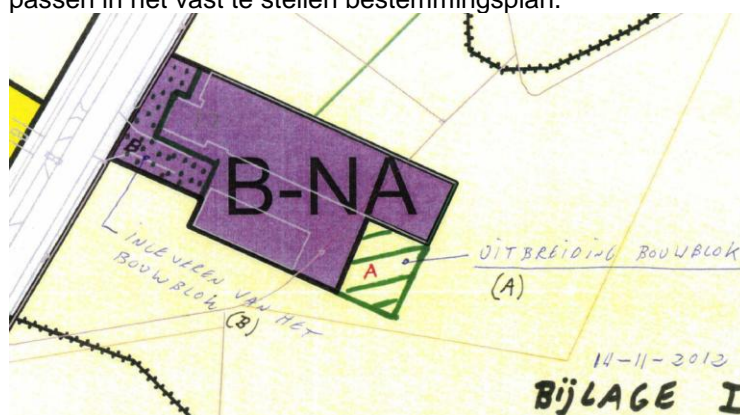 passen in het vast te stellen bestemmingsplan.
B
B-NA
INLEVEREN VAN HET
BOUWBLOK
(B)
A
UITBREIDING BOUWBLOK
(A)
14-11-2012
BijLAGE I